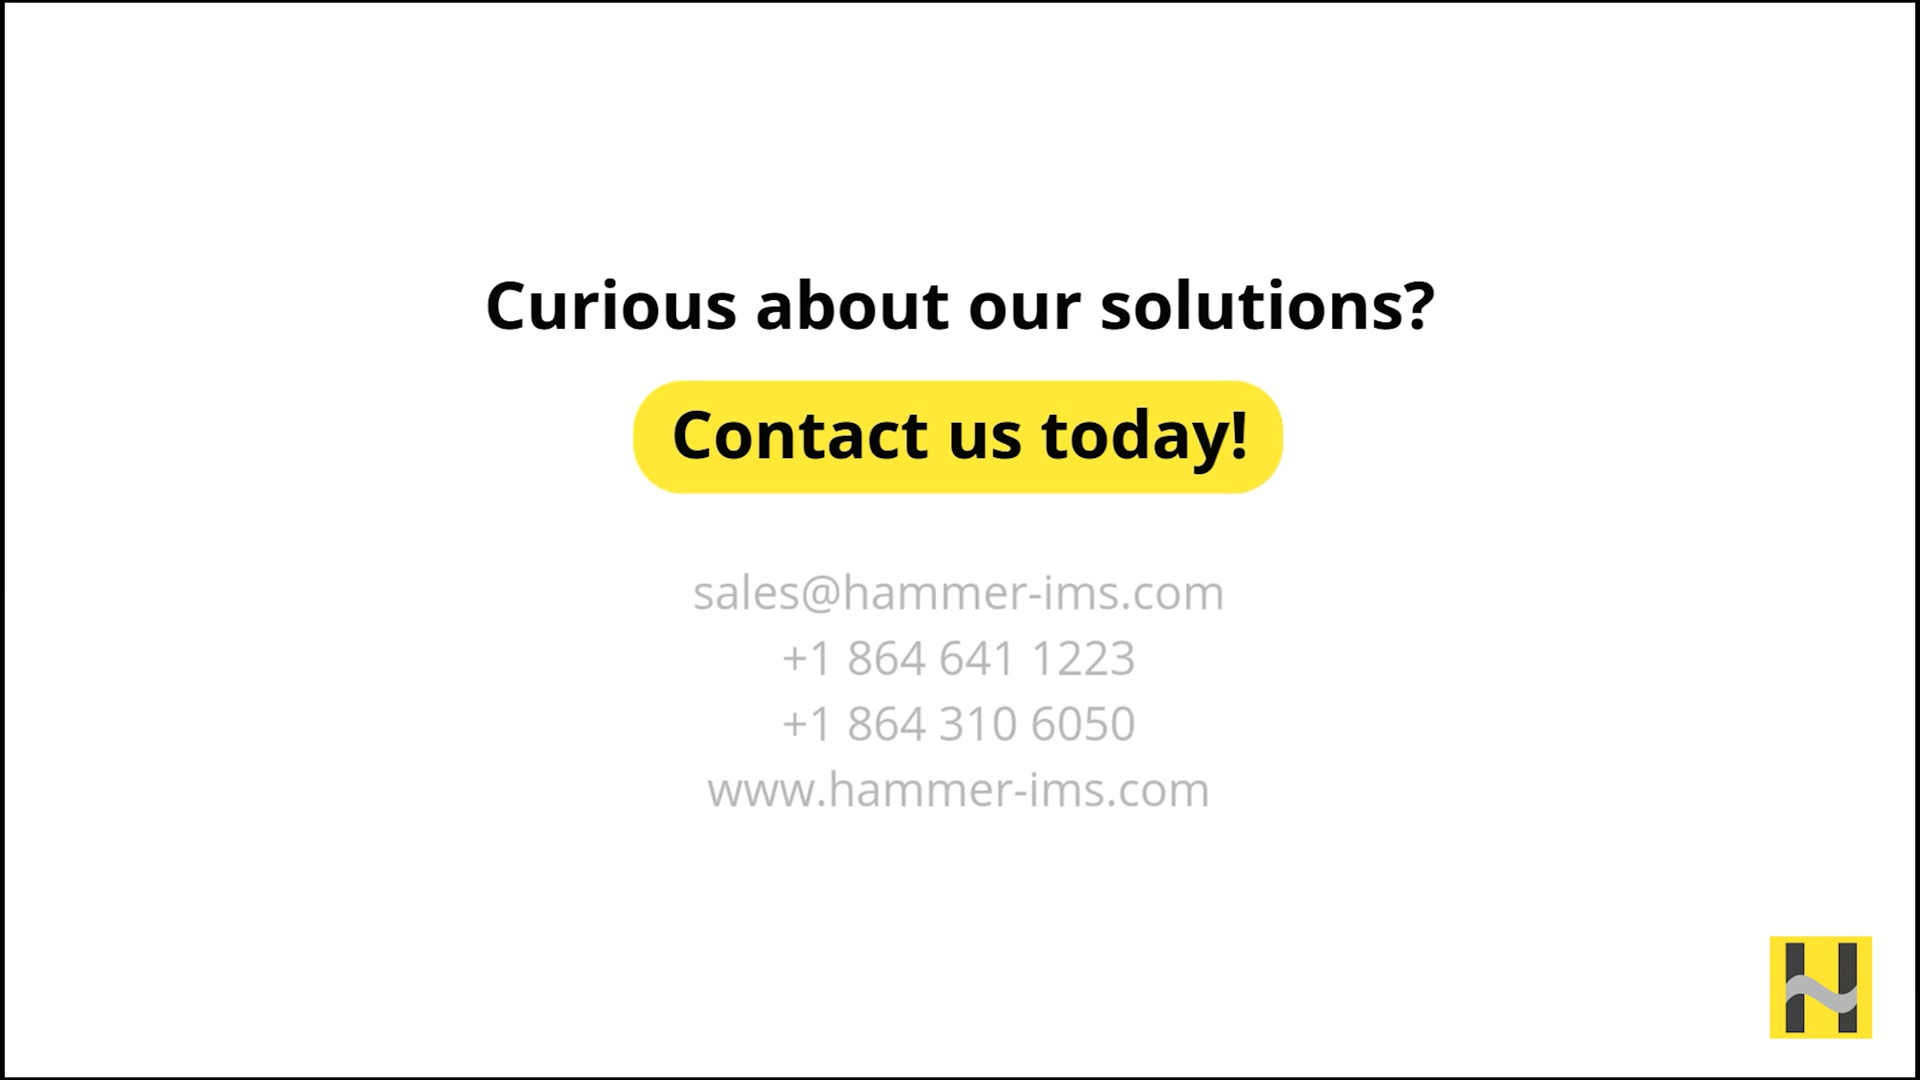 Curious about our solutions?
Contact us today!
sales@hammer-ims.com
+1 864 641 1223
+1 864 310 6050
www.hammer-ims.com
H